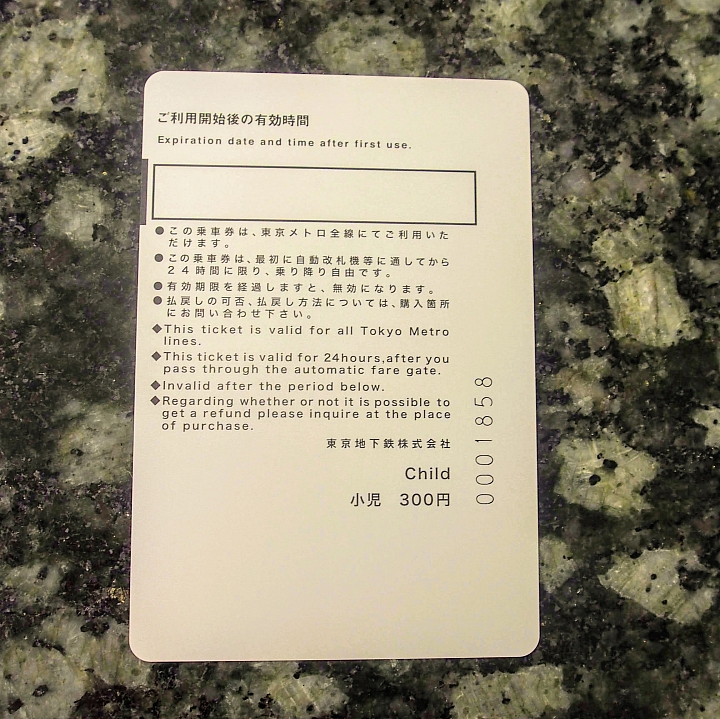 ご利用開始後の有効時間
Expiration date and time after first use.
●この乗車券は、東京メトロ全線にてご利用いた
だけます。
●この乗車券は、最初に自動改札機等に通してから
２４時間に限り、乗り降り自由です。
●有効期限を経過しますと、無効になります。
●払戻しの可否、払戻し方法については、購入箇所
にお問い合わせ下さい。
◆This ticket is valid for all Tokyo Metro
lines.
◆This ticket is valid for 24hours,after you
pass through the automatic fare gate.
◆Invalid after the period below.
◆Regarding whether or not it is possible to
get a refund please inquire at the place
of purchase.
東京地下鉄株式会社
Child
小児 300円
0001858